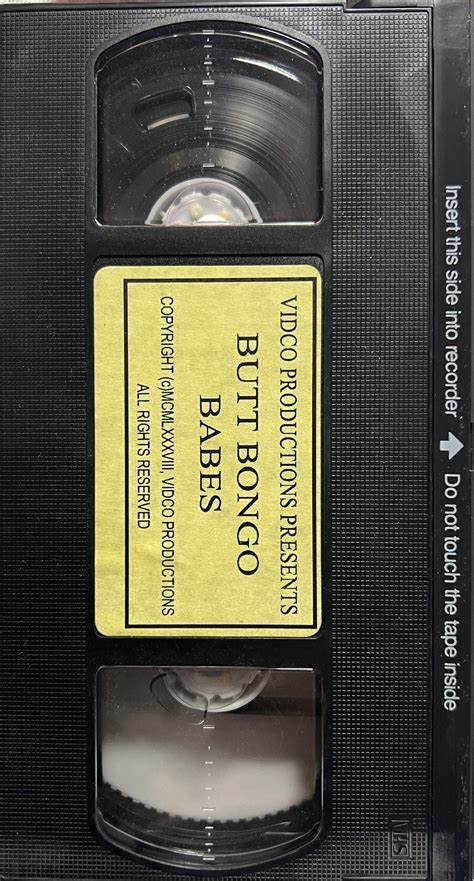 VIDCO PRODUCTIONS PRESENTS
BUTT BONGO
BABES
COPYRIGHT (c)MCMLXXXVIII, VIDCO PRODUCTIONS
ALL RIGHTS RESERVED
Insert this side into recorder Do not touch the tape inside